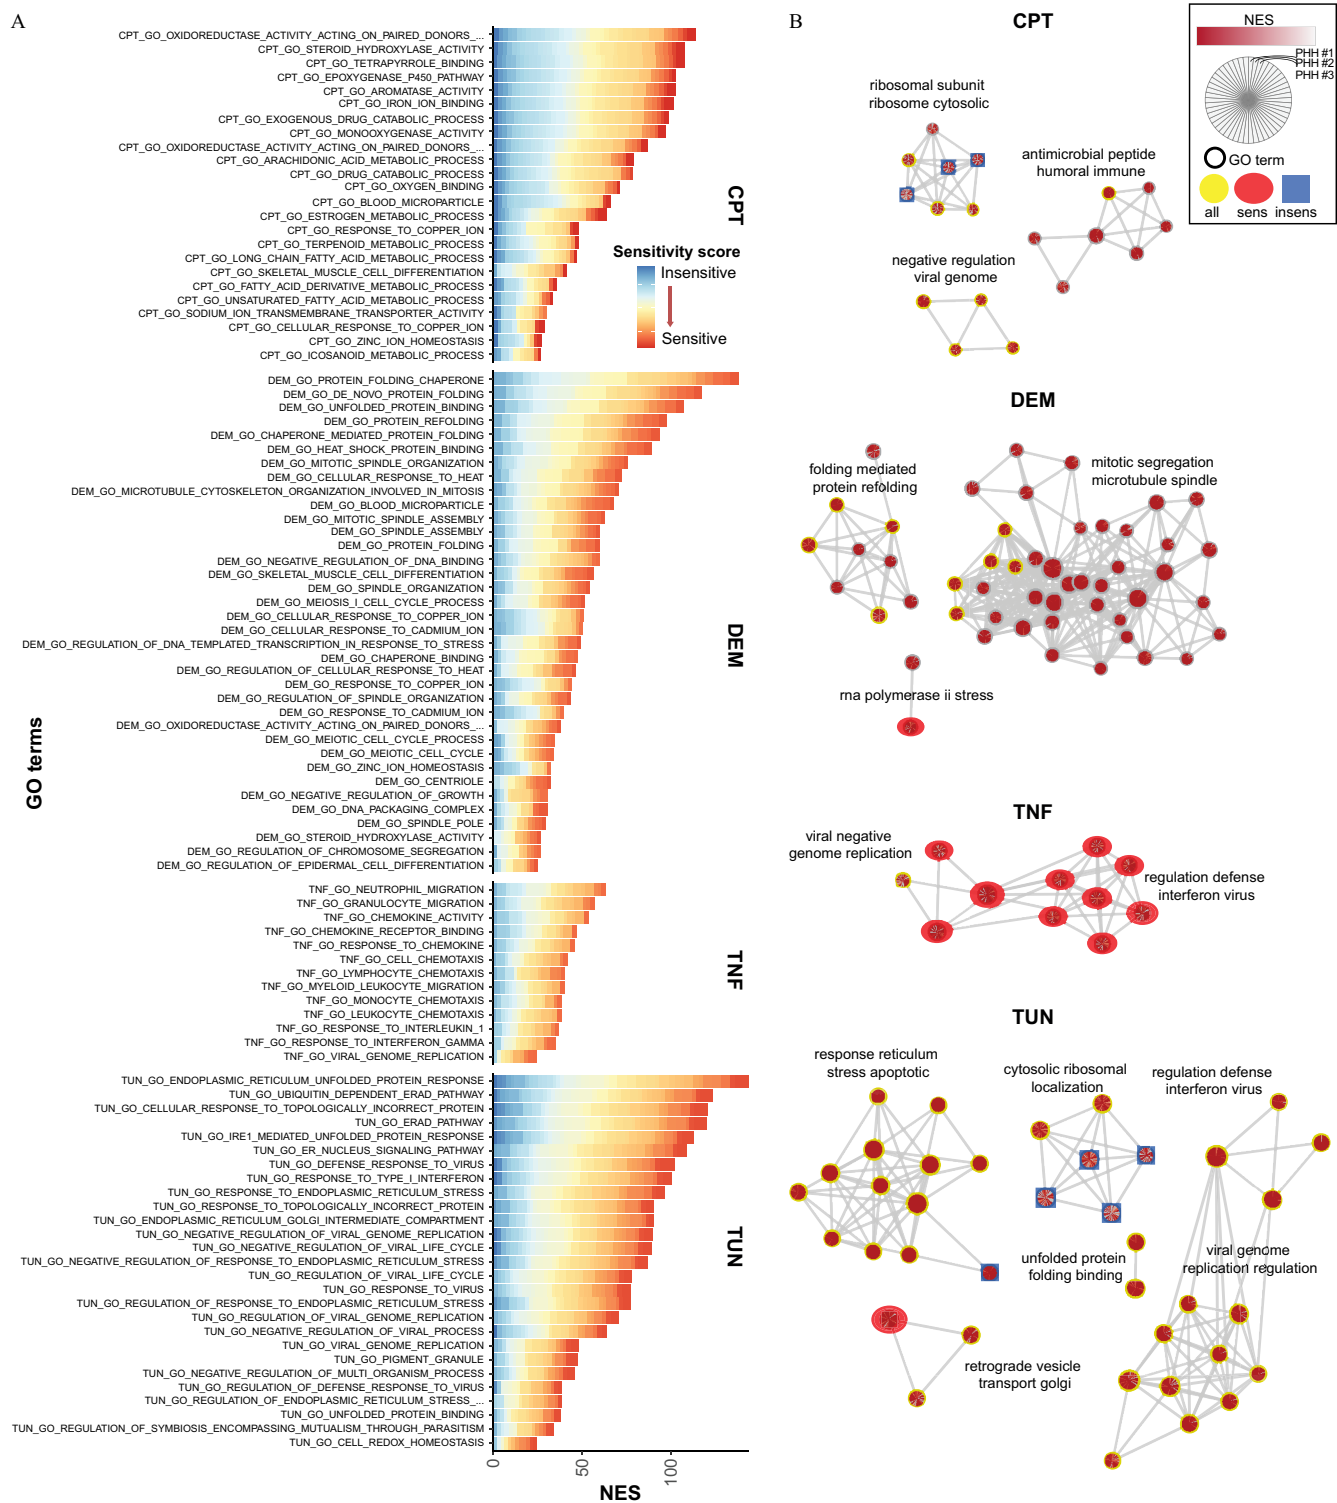 A
CPT_GO_OXIDOREDUCTASE_ACTIVITY_ACTING_ON_PAIRED_DONORS_...
CPT_GO_STEROID_HYDROXYLASE_ACTIVITY
CPT_GO_TETRAPYRROLE_BINDING
CPT_GO_EPOXYGENASE_P450_PATHWAY
CPT_GO_AROMATASE_ACTIVITY
CPT_GO_IRON_ION_BINDING
CPT_GO_EXOGENOUS_DRUG_CATABOLIC_PROCESS
CPT_GO_MONOOXYGENASE_ACTIVITY
CPT_GO_OXIDOREDUCTASE_ACTIVITY_ACTING_ON_PAIRED_DONORS_...
CPT_GO_ARACHIDONIC_ACID_METABOLIC_PROCESS
CPT_GO_DRUG_CATABOLIC_PROCESS
CPT_GO_OXYGEN_BINDING
CPT_GO_BLOOD_MICROPARTICLE
CPT_GO_ESTROGEN_METABOLIC_PROCESS
CPT_GO_RESPONSE_TO_COPPER_ION
CPT_GO_TERPENOID_METABOLIC_PROCESS
CPT_GO_LONG_CHAIN_FATTY_ACID_METABOLIC_PROCESS
CPT_GO_SKELETAL_MUSCLE_CELL_DIFFERENTIATION
CPT_GO_FATTY_ACID_DERIVATIVE_METABOLIC_PROCESS
CPT_GO_UNSATURATED_FATTY_ACID_METABOLIC_PROCESS
CPT_GO_SODIUM_ION_TRANSMEMBRANE_TRANSPORTER_ACTIVITY
CPT_GO_CELLULAR_RESPONSE_TO_COPPER_ION
CPT_GO_ZINC_ION_HOMEOSTASIS
CPT_GO_ICOSANOID_METABOLIC_PROCESS
CPT
Sensitivity score
Insensitive
Sensitive
DEM_GO_PROTEIN_FOLDING_CHAPERONE
DEM_GO_DE_NOVO_PROTEIN_FOLDING
DEM_GO_UNFOLDED_PROTEIN_BINDING
DEM_GO_PROTEIN_REFOLDING
DEM_GO_CHAPERONE_MEDIATED_PROTEIN_FOLDING
DEM_GO_HEAT_SHOCK_PROTEIN_BINDING
DEM_GO_MITOTIC_SPINDLE_ORGANIZATION
DEM_GO_CELLULAR_RESPONSE_TO_HEAT
DEM_GO_MICROTUBULE_CYTOSKELETON_ORGANIZATION_INVOLVED_IN_MITOSIS
DEM_GO_BLOOD_MICROPARTICLE
DEM_GO_MITOTIC_SPINDLE_ASSEMBLY
DEM_GO_SPINDLE_ASSEMBLY
DEM_GO_PROTEIN_FOLDING
DEM_GO_NEGATIVE_REGULATION_OF_DNA_BINDING
DEM_GO_SKELETAL_MUSCLE_CELL_DIFFERENTIATION
DEM_GO_SPINDLE_ORGANIZATION
DEM_GO_MEIOSIS_I_CELL_CYCLE_PROCESS
DEM_GO_CELLULAR_RESPONSE_TO_COPPER_ION
DEM_GO_CELLULAR_RESPONSE_TO_CADMIUM_ION
DEM_GO_REGULATION_OF_DNA_TEMPLATED_TRANSCRIPTION_IN_RESPONSE_TO_STRESS
DEM_GO_CHAPERONE_BINDING
DEM_GO_REGULATION_OF_CELLULAR_RESPONSE_TO_HEAT
DEM_GO_RESPONSE_TO_COPPER_ION
DEM_GO_REGULATION_OF_SPINDLE_ORGANIZATION
DEM_GO_RESPONSE_TO_CADMIUM_ION
DEM_GO_OXIDOREDUCTASE_ACTIVITY_ACTING_ON_PAIRED_DONORS_...
DEM_GO_MEIOTIC_CELL_CYCLE_PROCESS
DEM_GO_MEIOTIC_CELL_CYCLE
DEM_GO_ZINC_ION_HOMEOSTASIS
DEM_GO_CENTRIOLE
DEM_GO_NEGATIVE_REGULATION_OF_GROWTH
DEM_GO_DNA_PACKAGING_COMPLEX
DEM_GO_SPINDLE_POLE
DEM_GO_STEROID_HYDROXYLASE_ACTIVITY
DEM_GO_REGULATION_OF_CHROMOSOME_SEGREGATION
DEM_GO_REGULATION_OF_EPIDERMAL_CELL_DIFFERENTIATION
DEM
GO terms
TNF_GO_NEUTROPHIL_MIGRATION
TNF_GO_GRANULOCYTE_MIGRATION
TNF_GO_CHEMOKINE_ACTIVITY
TNF_GO_CHEMOKINE_RECEPTOR_BINDING
TNF_GO_RESPONSE_TO_CHEMOKINE
TNF_GO_CELL_CHEMOTAXIS
TNF_GO_LYMPHOCYTE_CHEMOTAXIS
TNF_GO_MYELOID_LEUKOCYTE_MIGRATION
TNF_GO_MONOCYTE_CHEMOTAXIS
TNF_GO_LEUKOCYTE_CHEMOTAXIS
TNF_GO_RESPONSE_TO_INTERLEUKIN_1
TNF_GO_RESPONSE_TO_INTERFERON_GAMMA
TNF_GO_VIRAL_GENOME_REPLICATION
TNF
TUN_GO_ENDOPLASMIC_RETICULUM_UNFOLDED_PROTEIN_RESPONSE
TUN_GO_UBIQUITIN_DEPENDENT_ERAD_PATHWAY
TUN_GO_CELLULAR_RESPONSE_TO_TOPOLOGICALLY_INCORRECT_PROTEIN
TUN_GO_ERAD_PATHWAY
TUN_GO_IRE1_MEDIATED_UNFOLDED_PROTEIN_RESPONSE
TUN_GO_ER_NUCLEUS_SIGNALING_PATHWAY
TUN_GO_DEFENSE_RESPONSE_TO_VIRUS
TUN_GO_RESPONSE_TO_TYPE_I_INTERFERON
TUN_GO_RESPONSE_TO_ENDOPLASMIC_RETICULUM_STRESS
TUN_GO_RESPONSE_TO_TOPOLOGICALLY_INCORRECT_PROTEIN
TUN_GO_ENDOPLASMIC_RETICULUM_GOLGI_INTERMEDIATE_COMPARTMENT
TUN_GO_NEGATIVE_REGULATION_OF_VIRAL_GENOME_REPLICATION
TUN_GO_NEGATIVE_REGULATION_OF_VIRAL_LIFE_CYCLE
TUN_GO_NEGATIVE_REGULATION_OF_RESPONSE_TO_ENDOPLASMIC_RETICULUM_STRESS
TUN_GO_REGULATION_OF_VIRAL_LIFE_CYCLE
TUN_GO_RESPONSE_TO_VIRUS
TUN_GO_REGULATION_OF_RESPONSE_TO_ENDOPLASMIC_RETICULUM_STRESS
TUN_GO_REGULATION_OF_VIRAL_GENOME_REPLICATION
TUN_GO_NEGATIVE_REGULATION_OF_VIRAL_PROCESS
TUN_GO_VIRAL_GENOME_REPLICATION
TUN_GO_PIGMENT_GRANULE
TUN_GO_NEGATIVE_REGULATION_OF_MULTI_ORGANISM_PROCESS
TUN_GO_REGULATION_OF_DEFENSE_RESPONSE_TO_VIRUS
TUN_GO_REGULATION_OF_ENDOPLASMIC_RETICULUM_STRESS_...
TUN_GO_UNFOLDED_PROTEIN_BINDING
TUN_GO_REGULATION_OF_SYMBIOSIS_ENCOMPASSING_MUTUALISM_THROUGH_PARASITISM
TUN_GO_CELL_REDOX_HOMEOSTASIS
TUN
0
50
100
NES
B
CPT
NES
PHH #1
PHH #2
PHH #3
GO term
all
sens
insens
ribosomal subunit
ribosome cytosolic
antimicrobial peptide
humoral immune
negative regulation
viral genome
DEM
folding mediated
protein refolding
mitotic segregation
microtubule spindle
rna polymerase ii stress
TNF
viral negative
genome replication
regulation defense
interferon virus
TUN
response reticulum
stress apoptotic
cytosolic ribosomal
localization
regulation defense
interferon virus
unfolded protein
folding binding
viral genome
replication regulation
retrograde vesicle
transport golgi